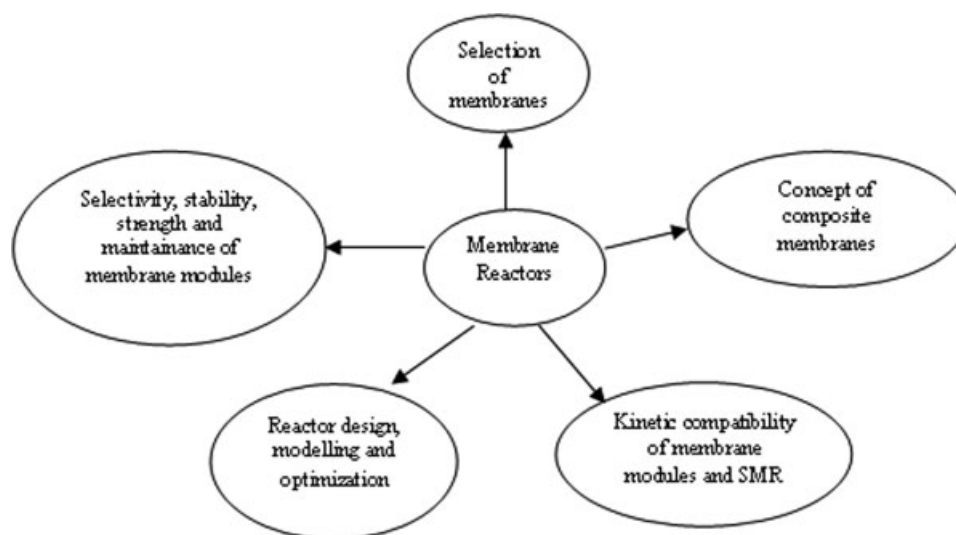 Selection
of
membranes
Selectivity, stability,
strength and
maintainance of
membrane modules
Concept of
composite
membranes
Membrane
Reactors
Reactor design,
modelling and
optimization
Kinetic compatibility
of membrane
modules and SMR